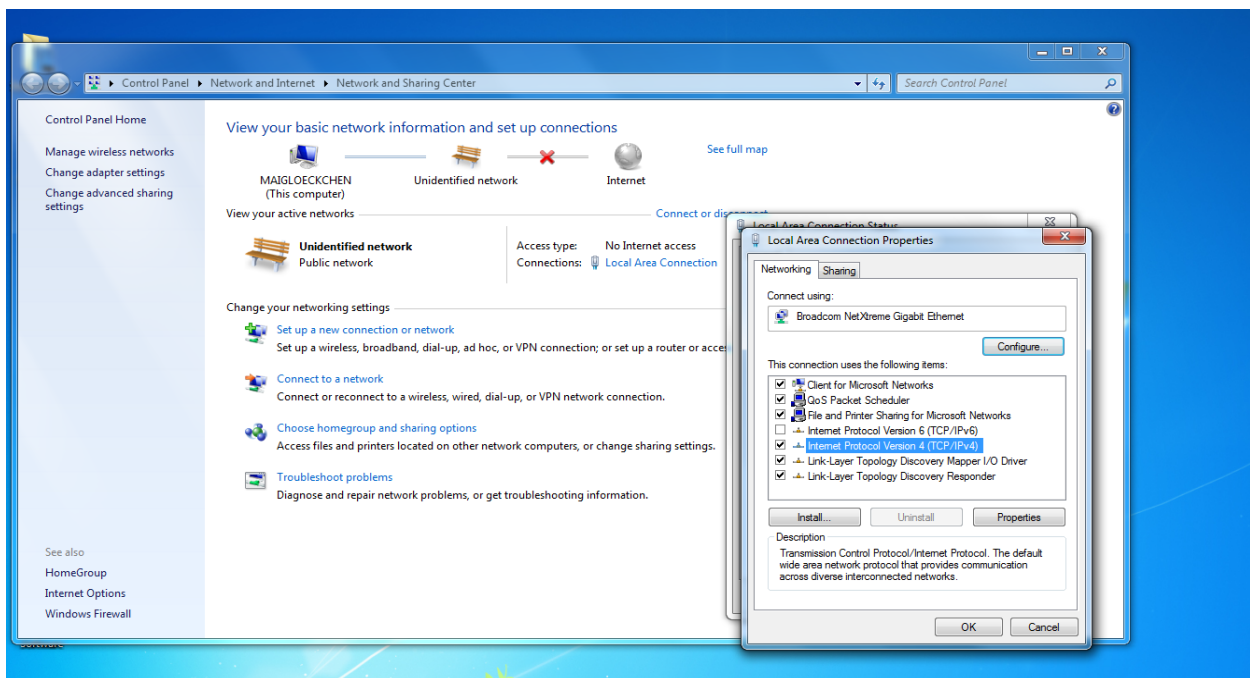 Control Panel ▸ Network and Internet ▸ Network and Sharing Center
Search Control Panel
Control Panel Home
Manage wireless networks
Change adapter settings
Change advanced sharing
settings
See also
HomeGroup
Internet Options
Windows Firewall
View your basic network information and set up connections
MAIGLOECKCHEN
(This computer)
Unidentified network
Internet
See full map
View your active networks
Connect or disconnect
Unidentified network
Public network
Access type: No Internet access
Connections: Local Area Connection
Change your networking settings
Set up a new connection or network
Set up a wireless, broadband, dial-up, ad hoc, or VPN connection; or set up a router or acces
Connect to a network
Connect or reconnect to a wireless, wired, dial-up, or VPN network connection.
Choose homegroup and sharing options
Access files and printers located on other network computers, or change sharing settings.
Troubleshoot problems
Diagnose and repair network problems, or get troubleshooting information.
Local Area Connection Status
Local Area Connection Properties
Networking
Sharing
Connect using:
Broadcom NetXtreme Gigabit Ethernet
Configure...
This connection uses the following items:
Client for Microsoft Networks
QoS Packet Scheduler
File and Printer Sharing for Microsoft Networks
Internet Protocol Version 6 (TCP/IPv6)
Internet Protocol Version 4 (TCP/IPv4)
Link-Layer Topology Discovery Mapper I/O Driver
Link-Layer Topology Discovery Responder
Install...
Uninstall
Properties
Description
Transmission Control Protocol/Internet Protocol. The default
wide area network protocol that provides communication
across diverse interconnected networks.
OK
Cancel